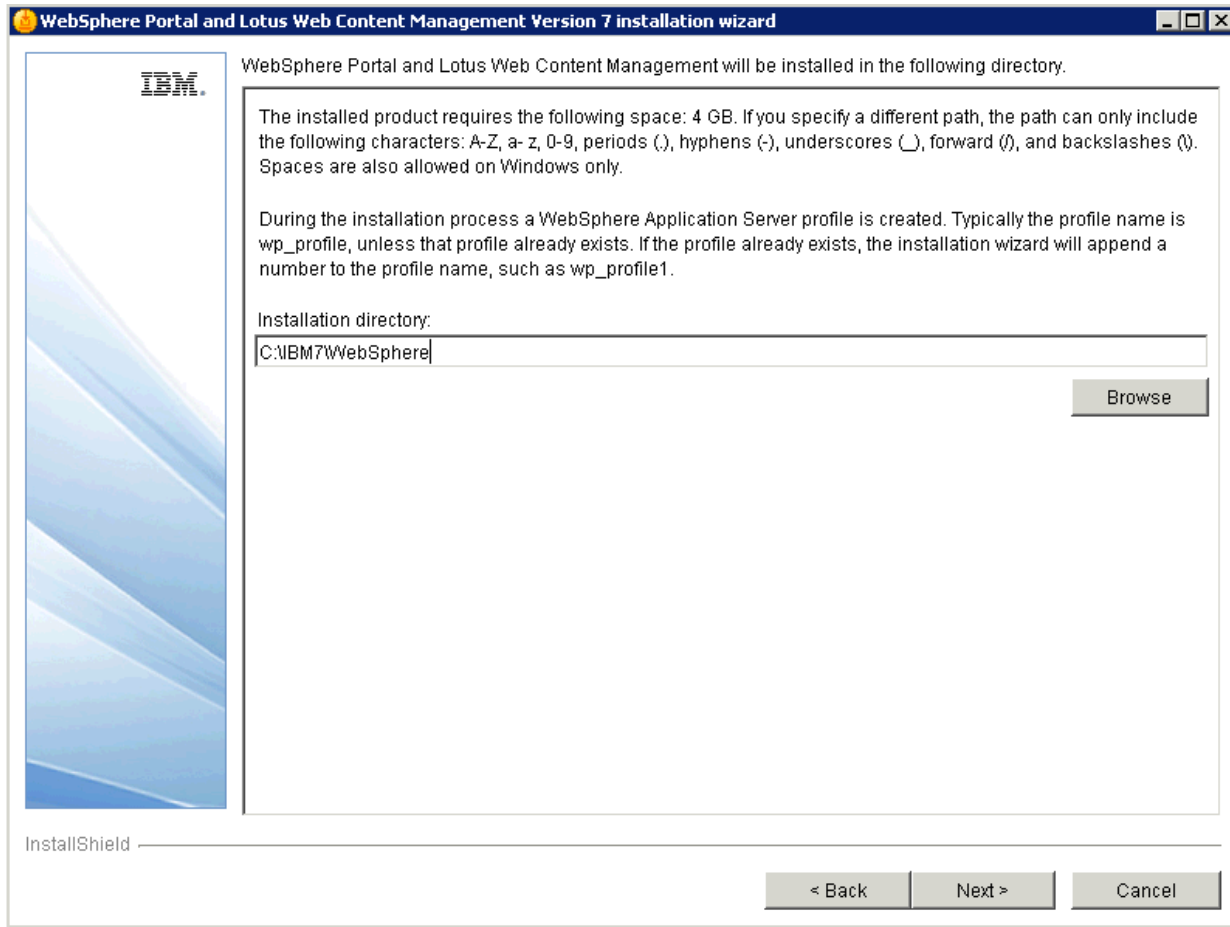 WebSphere Portal and Lotus Web Content Management Version 7 installation wizard
IBM.
WebSphere Portal and Lotus Web Content Management will be installed in the following directory.
The installed product requires the following space: 4 GB. If you specify a different path, the path can only include
the following characters: A-Z, a- z, 0-9, periods (.), hyphens (-), underscores (_), forward (/), and backslashes (\).
Spaces are also allowed on Windows only.
During the installation process a WebSphere Application Server profile is created. Typically the profile name is
wp_profile, unless that profile already exists. If the profile already exists, the installation wizard will append a
number to the profile name, such as wp_profile1.
Installation directory:
C:\IBM7\WebSphere
Browse
InstallShield
< Back
Next >
Cancel